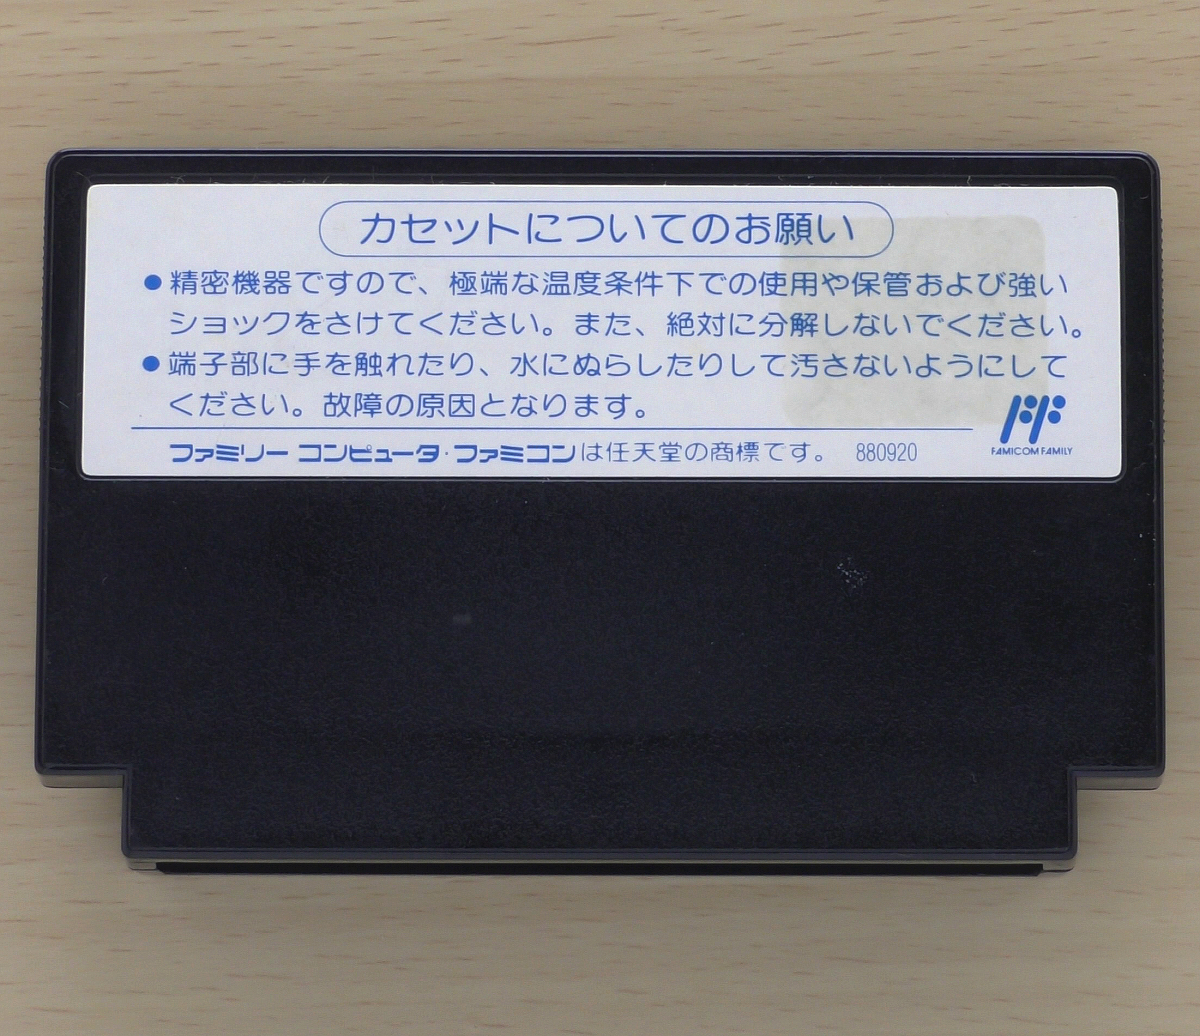 カセットについてのお願い
●精密機器ですので、極端な温度条件下での使用や保管および強い
ショックをさけてください。また、絶対に分解しないでください。
●端子部に手を触れたり、水にぬらしたりして汚さないようにして
ください。故障の原因となります。
ファミリー コンピュータ・ファミコンは任天堂の商標です。 880920
FAMICOM FAMILY